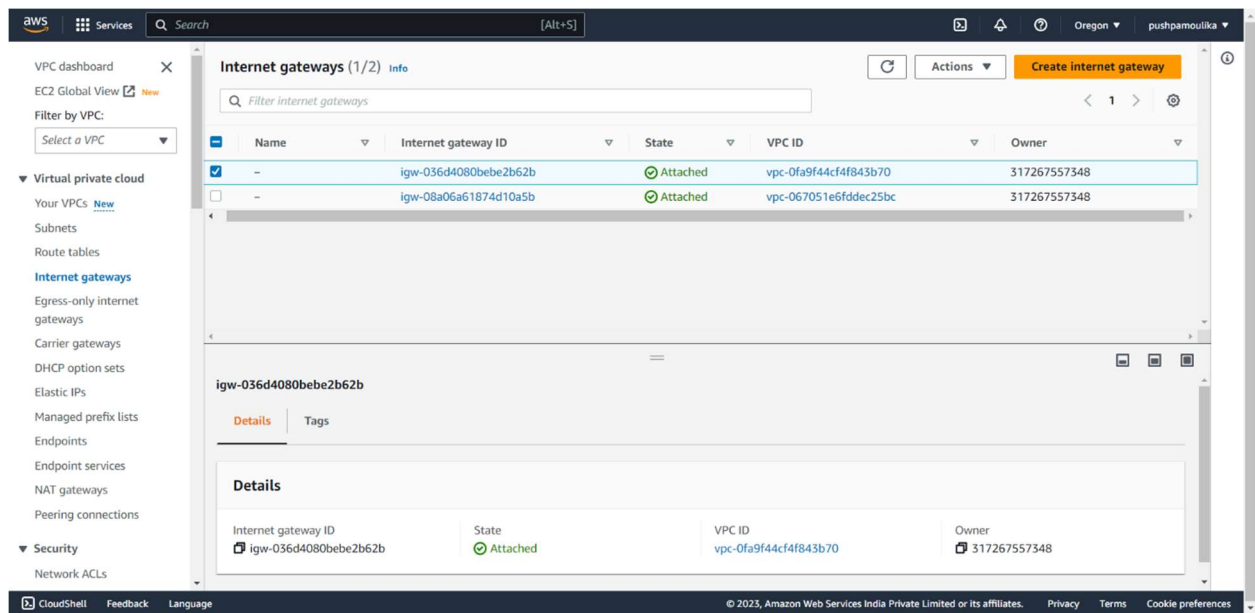 aws Services Search [Alt+S] Oregon pushpamoulika
VPC dashboard
EC2 Global View New
Filter by VPC:
Select a VPC
Virtual private cloud
Your VPCs New
Subnets
Route tables
Internet gateways
Egress-only internet
gateways
Carrier gateways
DHCP option sets
Elastic IPs
Managed prefix lists
Endpoints
Endpoint services
NAT gateways
Peering connections
Security
Network ACLs
Internet gateways (1/2) Info Actions Create internet gateway
Filter internet gateways 1
Name Internet gateway ID State VPC ID Owner
– igw-036d4080bebe2b62b Attached vpc-0fa9f44cf4f843b70 317267557348
– igw-08a06a61874d10a5b Attached vpc-067051e6fddec25bc 317267557348
igw-036d4080bebe2b62b
Details Tags
Details
Internet gateway ID State VPC ID Owner
igw-036d4080bebe2b62b Attached vpc-0fa9f44cf4f843b70 317267557348
CloudShell Feedback Language © 2023, Amazon Web Services India Private Limited or its affiliates. Privacy Terms Cookie preferences